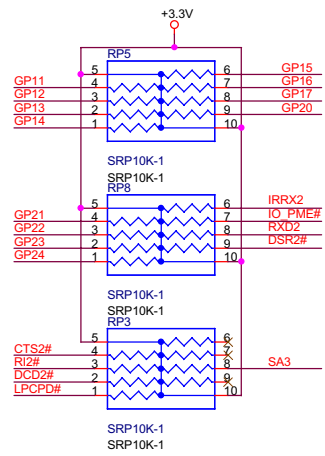 +3.3V
RP5
5 6 GP15
GP11 4 7 GP16
GP12 3 8 GP17
GP13 2 9 GP20
GP14 1 10
SRP10K-1
SRP10K-1
RP8
5 6 IRRX2
GP21 4 7 IO_PME#
GP22 3 8 RXD2
GP23 2 9 DSR2#
GP24 1 10
SRP10K-1
SRP10K-1
RP3
5 6
CTS2# 4 7
RI2# 3 8 SA3
DCD2# 2 9
LPCPD# 1 10
SRP10K-1
SRP10K-1